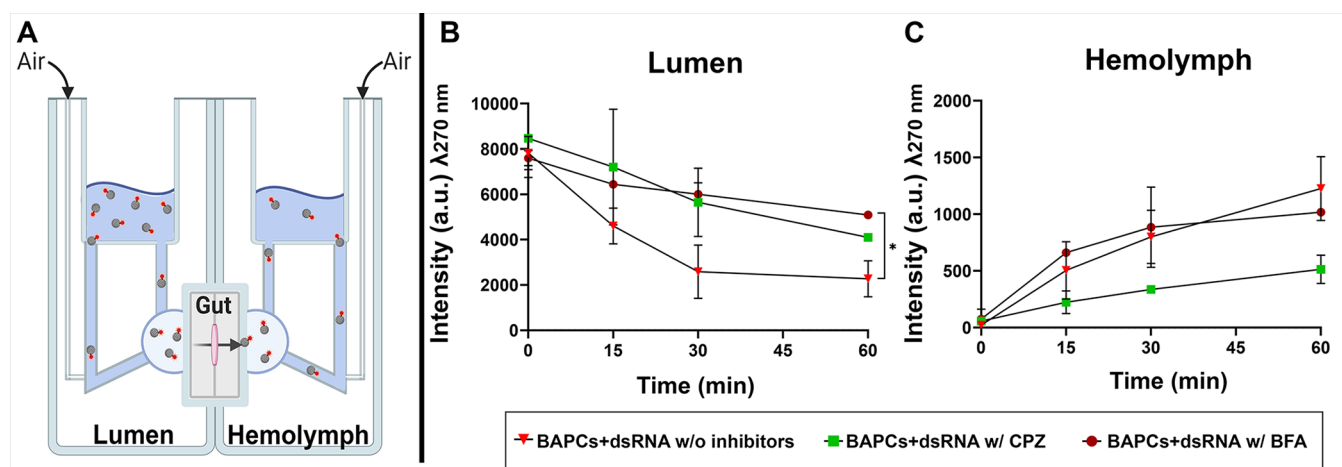 A
Air
Air
Gut
Lumen
Hemolymph
B
Lumen
Intensity (a.u.) λ270 nm
10000
8000
6000
4000
2000
0
0
15
30
45
60
*
Time (min)
C
Hemolymph
Intensity (a.u.) λ270 nm
2000
1500
1000
500
0
0
15
30
45
60
Time (min)
BAPCs+dsRNA w/o inhibitors
BAPCs+dsRNA w/ CPZ
BAPCs+dsRNA w/ BFA